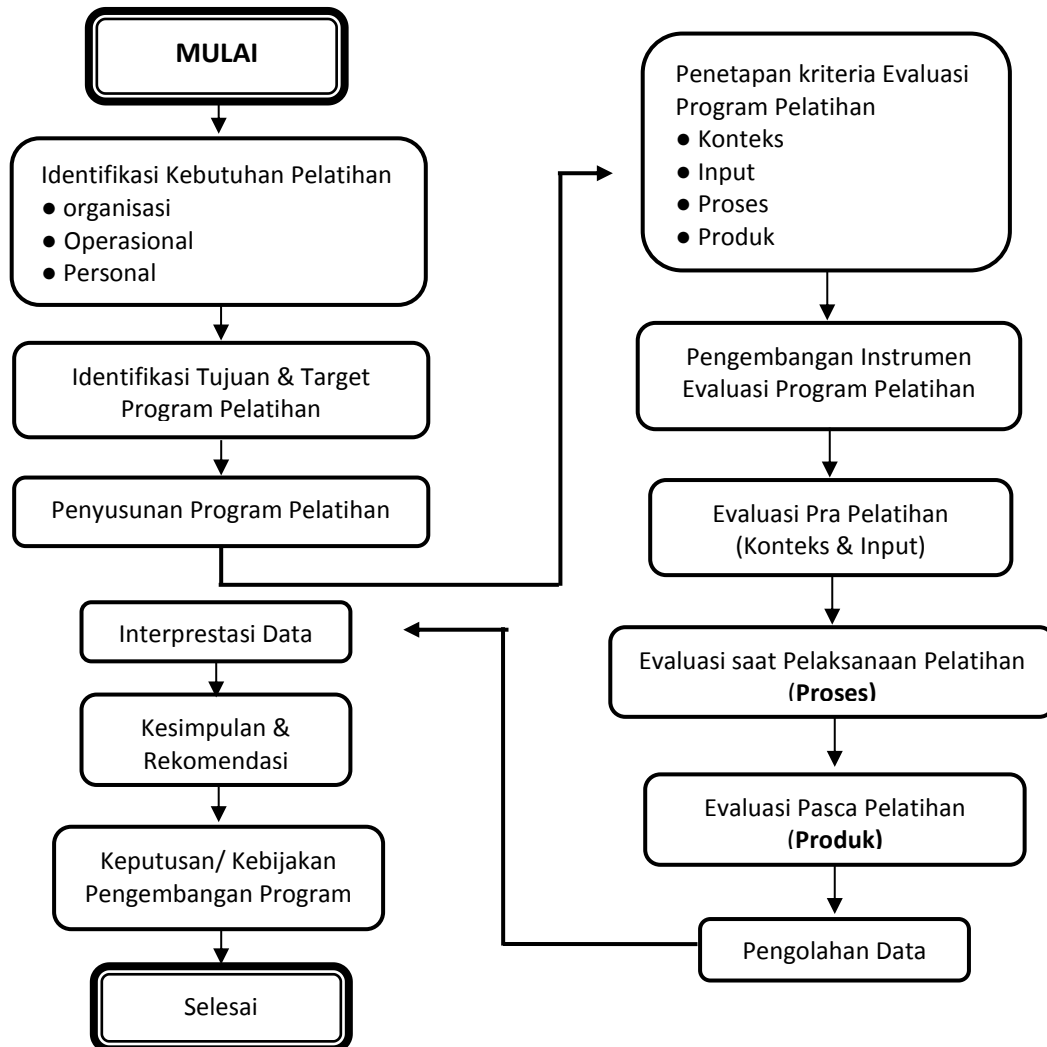 MULAI
Identifikasi Kebutuhan Pelatihan
● organisasi
● Operasional
● Personal
Identifikasi Tujuan & Target
Program Pelatihan
Penyusunan Program Pelatihan
Penetapan kriteria Evaluasi
Program Pelatihan
● Konteks
● Input
● Proses
● Produk
Pengembangan Instrumen
Evaluasi Program Pelatihan
Evaluasi Pra Pelatihan
(Konteks & Input)
Evaluasi saat Pelaksanaan Pelatihan
(Proses)
Evaluasi Pasca Pelatihan
(Produk)
Pengolahan Data
Interprestasi Data
Kesimpulan &
Rekomendasi
Keputusan/ Kebijakan
Pengembangan Program
Selesai